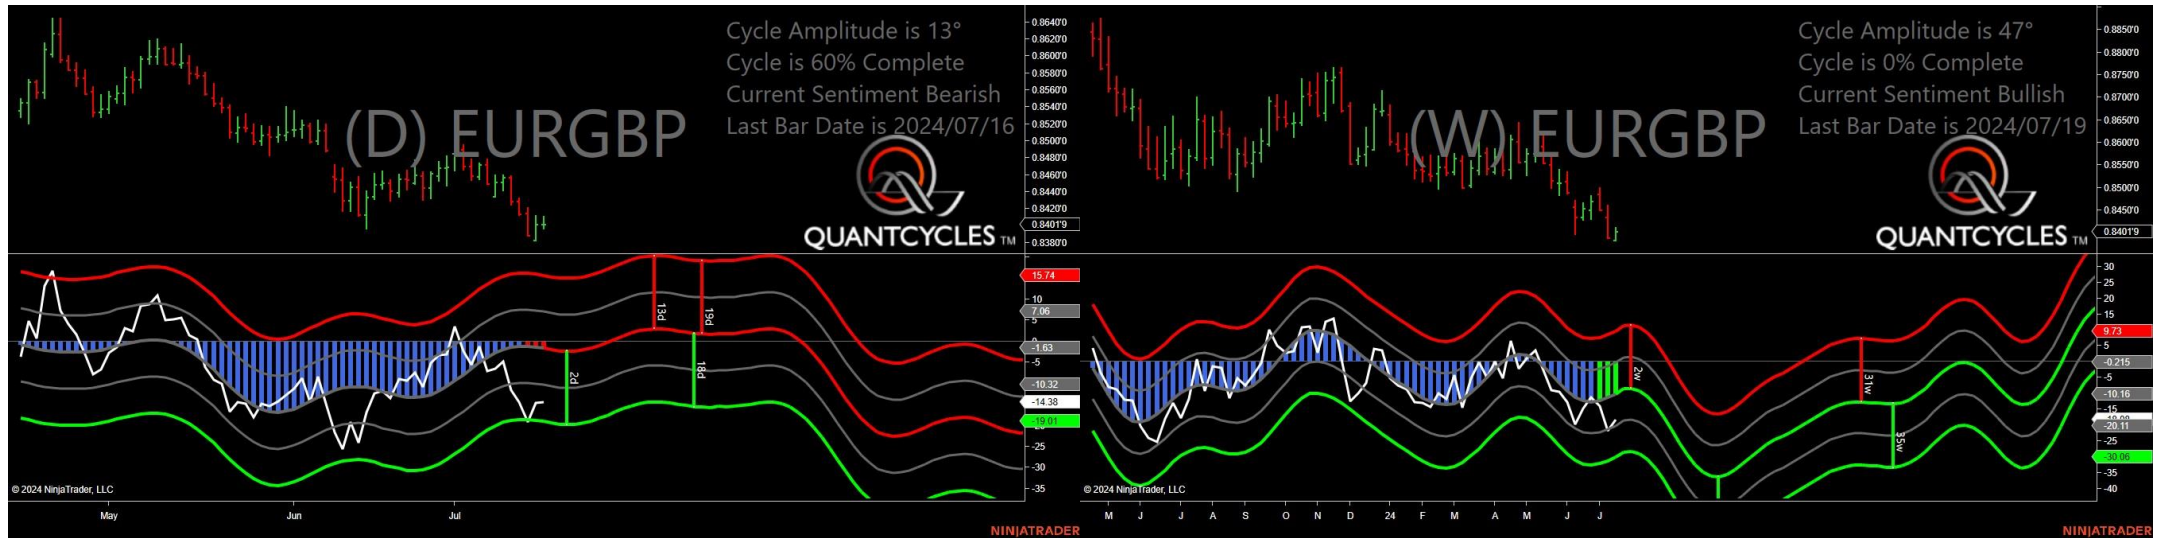 Cycle Amplitude is 13°
Cycle is 60% Complete
Current Sentiment Bearish
Last Bar Date is 2024/07/16
(D) EURGBP
QUANTCYCLES TM
0.8640'0
0.8620'0
0.8600'0
0.8580'0
0.8560'0
0.8540'0
0.8520'0
0.8500'0
0.8480'0
0.8460'0
0.8440'0
0.8420'0
0.8401'9
0.8380'0
15.74
10
7.06
5
-1.63
-5
-10.32
-14.38
-19.01
-25
-30
-35
13d
19d
2d
18d
© 2024 NinjaTrader, LLC
May
Jun
Jul
NINJATRADER
Cycle Amplitude is 47°
Cycle is 0% Complete
Current Sentiment Bullish
Last Bar Date is 2024/07/19
(W) EURGBP
QUANTCYCLES TM
0.8850'0
0.8800'0
0.8750'0
0.8700'0
0.8650'0
0.8600'0
0.8550'0
0.8500'0
0.8450'0
0.8401'9
30
25
20
15
9.73
5
-0.215
-5
-10.16
-15
-20.11
-25
-30.06
-35
-40
2w
31w
35w
© 2024 NinjaTrader, LLC
M
J
J
A
S
O
N
D
24
F
M
A
M
J
J
NINJATRADER